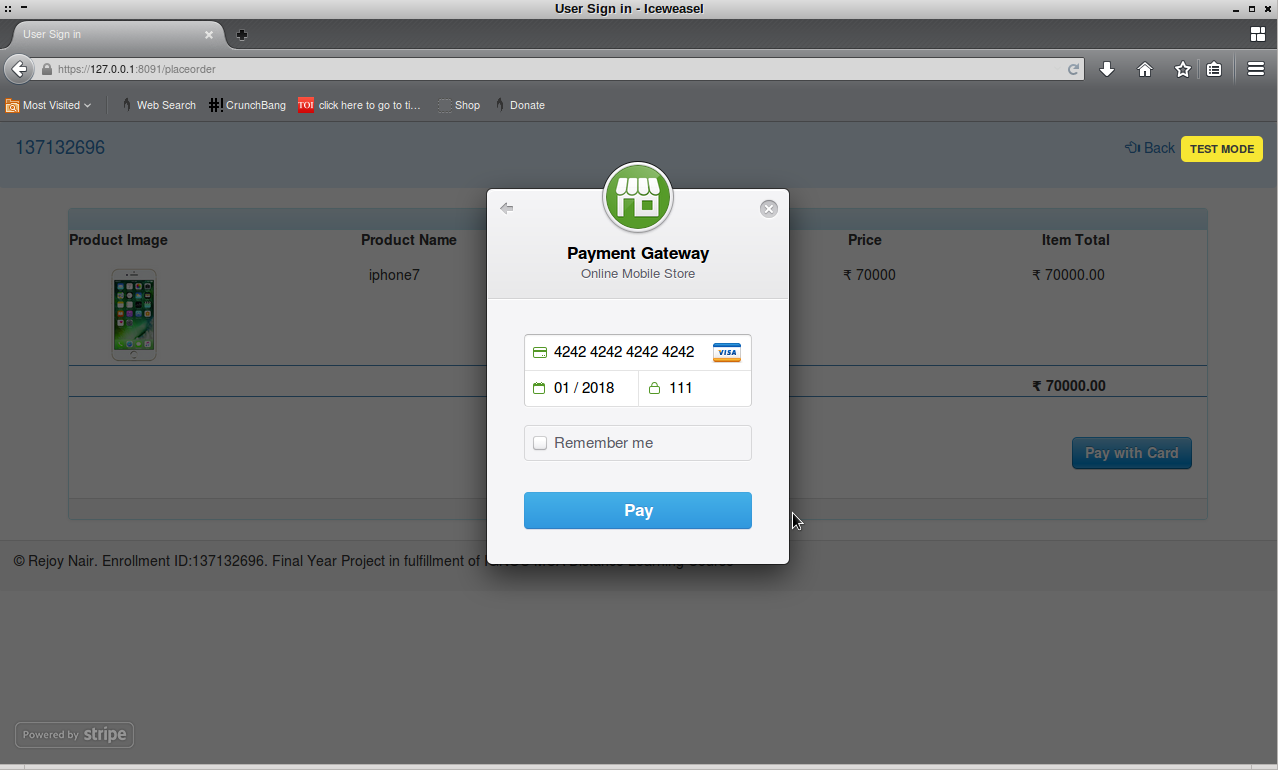 User Sign in - Iceweasel
User Sign in
https://127.0.0.1:8091/placeorder
Most Visited
Web Search
#! CrunchBang
TOI click here to go to ti...
Shop
Donate
137132696
Back
TEST MODE
Product Image
Product Name
Price
Item Total
iphone7
₹ 70000
₹ 70000.00
₹ 70000.00
Pay with Card
Payment Gateway
Online Mobile Store
4242 4242 4242 4242 VISA
01 / 2018
111
Remember me
Pay
© Rejoy Nair. Enrollment ID:137132696. Final Year Project in fulfillment of
Powered by stripe